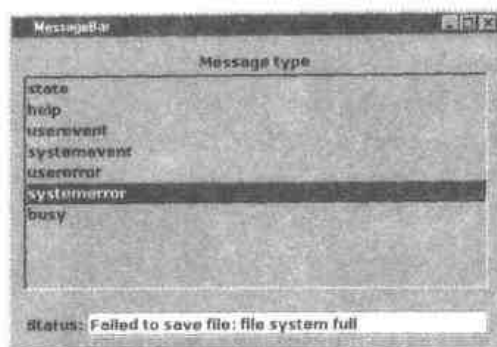 MessageBar
Message type
state
help
userevent
systemevent
usererror
systemerror
busy
Status: Failed to save file: file system full